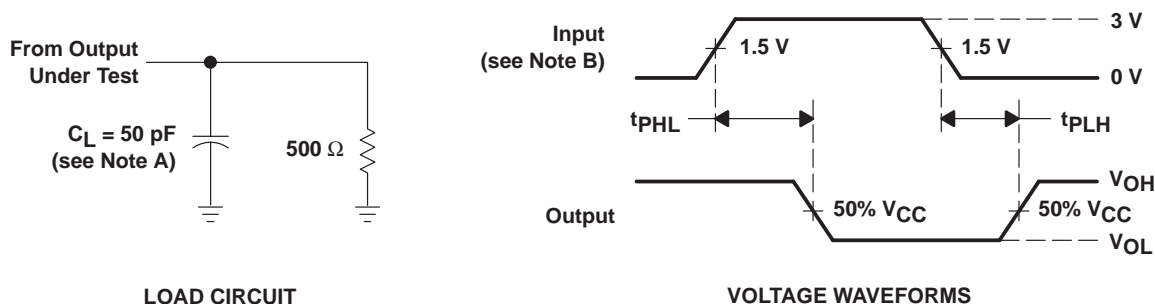 From Output
Under Test
CL = 50 pF
(see Note A)
500 Ω
LOAD CIRCUIT
Input
(see Note B)
1.5 V
1.5 V
3 V
0 V
tPHL
tPLH
Output
50% VCC
50% VCC
VOH
VOL
VOLTAGE WAVEFORMS